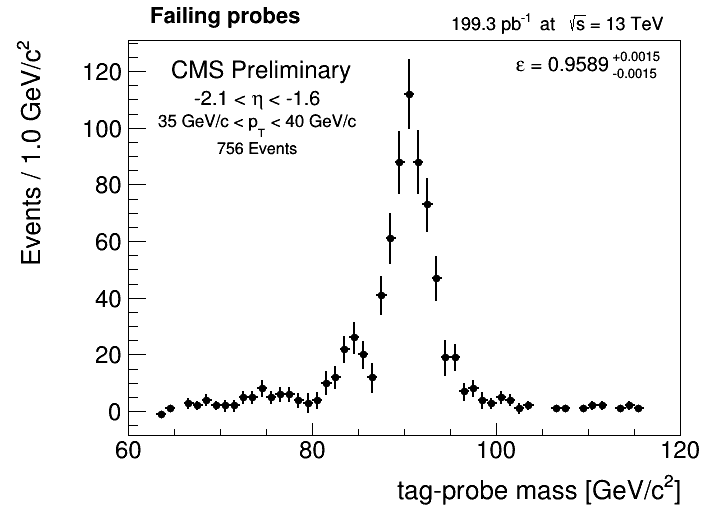 Failing probes
199.3 pb⁻¹ at √s = 13 TeV
CMS Preliminary
-2.1 < η < -1.6
35 GeV/c < p_T < 40 GeV/c
756 Events
ε = 0.9589 +0.0015 -0.0015
Events / 1.0 GeV/c²
120
100
80
60
40
20
0
60 80 100 120
tag-probe mass [GeV/c²]